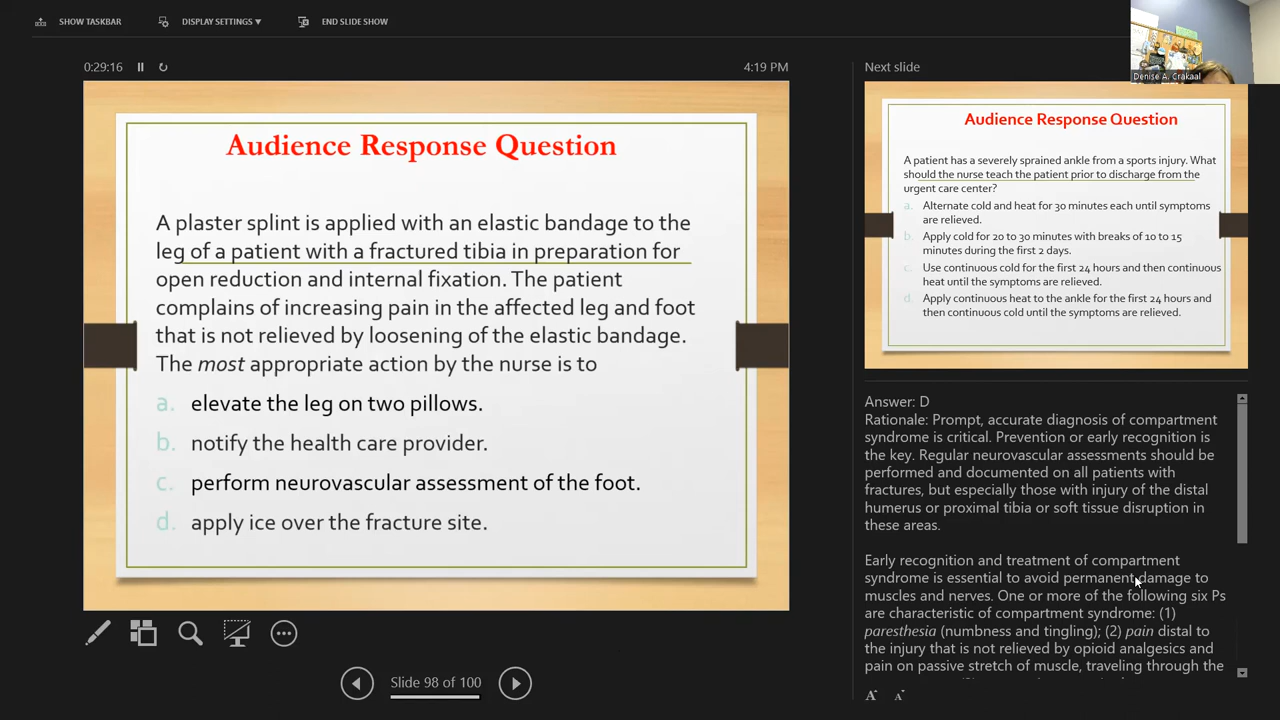 SHOW TASKBAR
DISPLAY SETTINGS ▼
END SLIDE SHOW
0:29:16
4:19 PM
Audience Response Question
A plaster splint is applied with an elastic bandage to the
leg of a patient with a fractured tibia in preparation for
open reduction and internal fixation. The patient
complains of increasing pain in the affected leg and foot
that is not relieved by loosening of the elastic bandage.
The most appropriate action by the nurse is to
a. elevate the leg on two pillows.
b. notify the health care provider.
c. perform neurovascular assessment of the foot.
d. apply ice over the fracture site.
Slide 98 of 100
Denise A. Crakaal
Next slide
Audience Response Question
A patient has a severely sprained ankle from a sports injury. What
should the nurse teach the patient prior to discharge from the
urgent care center?
a. Alternate cold and heat for 30 minutes each until symptoms
are relieved.
b. Apply cold for 20 to 30 minutes with breaks of 10 to 15
minutes during the first 2 days.
c. Use continuous cold for the first 24 hours and then continuous
heat until the symptoms are relieved.
d. Apply continuous heat to the ankle for the first 24 hours and
then continuous cold until the symptoms are relieved.
Answer: D
Rationale: Prompt, accurate diagnosis of compartment
syndrome is critical. Prevention or early recognition is
the key. Regular neurovascular assessments should be
performed and documented on all patients with
fractures, but especially those with injury of the distal
humerus or proximal tibia or soft tissue disruption in
these areas.
Early recognition and treatment of compartment
syndrome is essential to avoid permanent damage to
muscles and nerves. One or more of the following six Ps
are characteristic of compartment syndrome: (1)
paresthesia (numbness and tingling); (2) pain distal to
the injury that is not relieved by opioid analgesics and
pain on passive stretch of muscle, traveling through the
A A